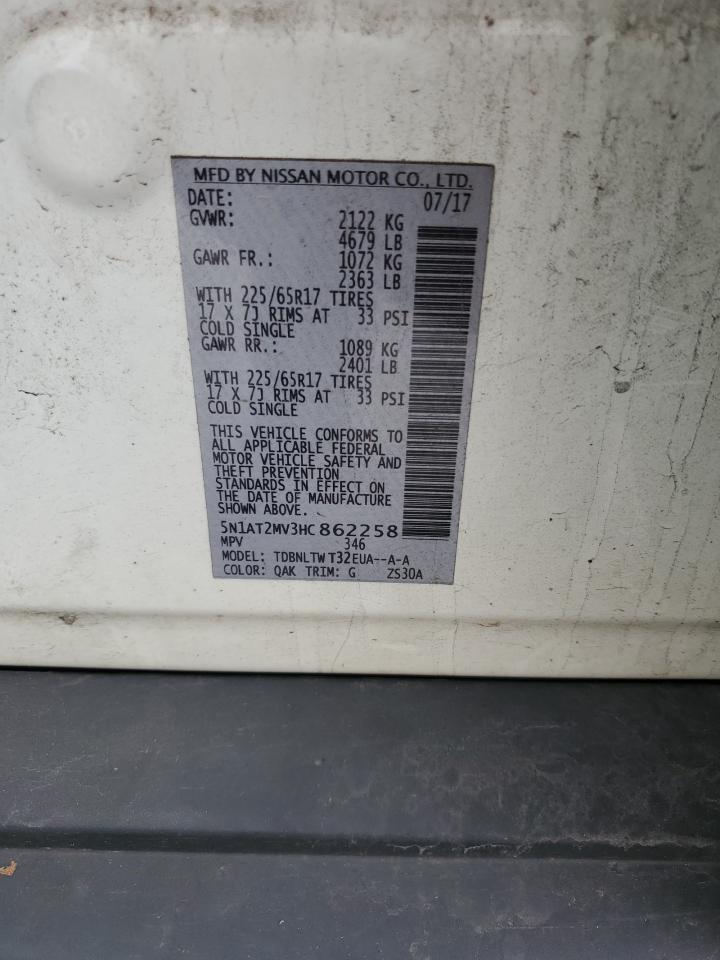 MFD BY NISSAN MOTOR CO., LTD.
DATE: 07/17
GVWR: 2122 KG
4679 LB
GAWR FR.: 1072 KG
2363 LB
WITH 225/65R17 TIRES
17 X 7J RIMS AT 33 PSI
COLD SINGLE
GAWR RR.: 1089 KG
2401 LB
WITH 225/65R17 TIRES
17 X 7J RIMS AT 33 PSI
COLD SINGLE
THIS VEHICLE CONFORMS TO
ALL APPLICABLE FEDERAL
MOTOR VEHICLE SAFETY AND
THEFT PREVENTION
STANDARDS IN EFFECT ON
THE DATE OF MANUFACTURE
SHOWN ABOVE.
5N1AT2MV3HC862258
MPV 346
MODEL: TDBNLTW T32EUA--A-A
COLOR: QAK TRIM: G ZS30A